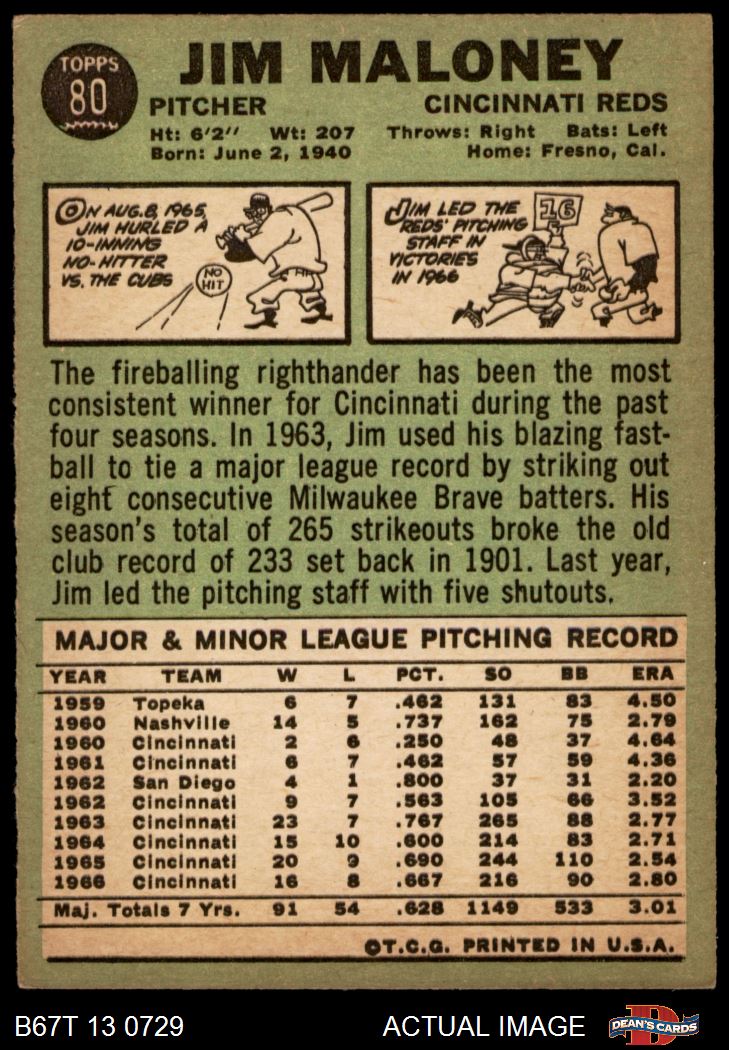 TOPPS
80
JIM MALONEY
PITCHER CINCINNATI REDS
Ht: 6'2" Wt: 207 Throws: Right Bats: Left
Born: June 2, 1940 Home: Fresno, Cal.
ON AUG. 8, 1965,
JIM HURLED A
10-INNING
NO-HITTER
VS. THE CUBS
NO
HIT
JIM LED THE
REDS' PITCHING
STAFF IN
VICTORIES
IN 1966
16
The fireballing righthander has been the most
consistent winner for Cincinnati during the past
four seasons. In 1963, Jim used his blazing fast-
ball to tie a major league record by striking out
eight consecutive Milwaukee Brave batters. His
season's total of 265 strikeouts broke the old
club record of 233 set back in 1901. Last year,
Jim led the pitching staff with five shutouts.
MAJOR & MINOR LEAGUE PITCHING RECORD
YEAR TEAM W L PCT. SO BB ERA
1959 Topeka 6 7 .462 131 83 4.50
1960 Nashville 14 5 .737 162 75 2.79
1960 Cincinnati 2 6 .250 48 37 4.64
1961 Cincinnati 6 7 .462 57 59 4.36
1962 San Diego 4 1 .800 37 31 2.20
1962 Cincinnati 9 7 .563 105 66 3.52
1963 Cincinnati 23 7 .767 265 88 2.77
1964 Cincinnati 15 10 .600 214 83 2.71
1965 Cincinnati 20 9 .690 244 110 2.54
1966 Cincinnati 16 8 .667 216 90 2.80
Maj. Totals 7 Yrs. 91 54 .628 1149 533 3.01
©T.C.G. PRINTED IN U.S.A.
B67T 13 0729 ACTUAL IMAGE DEAN'S CARDS